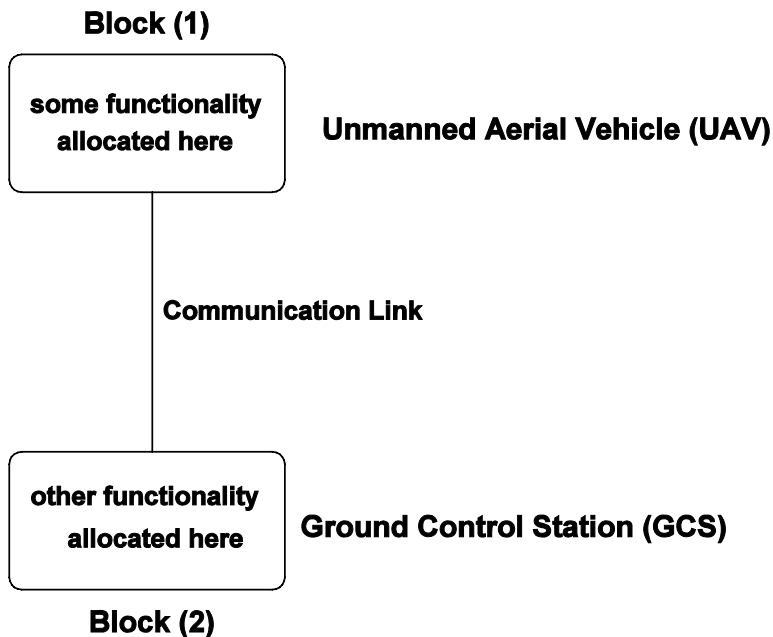 Block (1)
some functionality
allocated here
Unmanned Aerial Vehicle (UAV)
Communication Link
other functionality
allocated here
Ground Control Station (GCS)
Block (2)